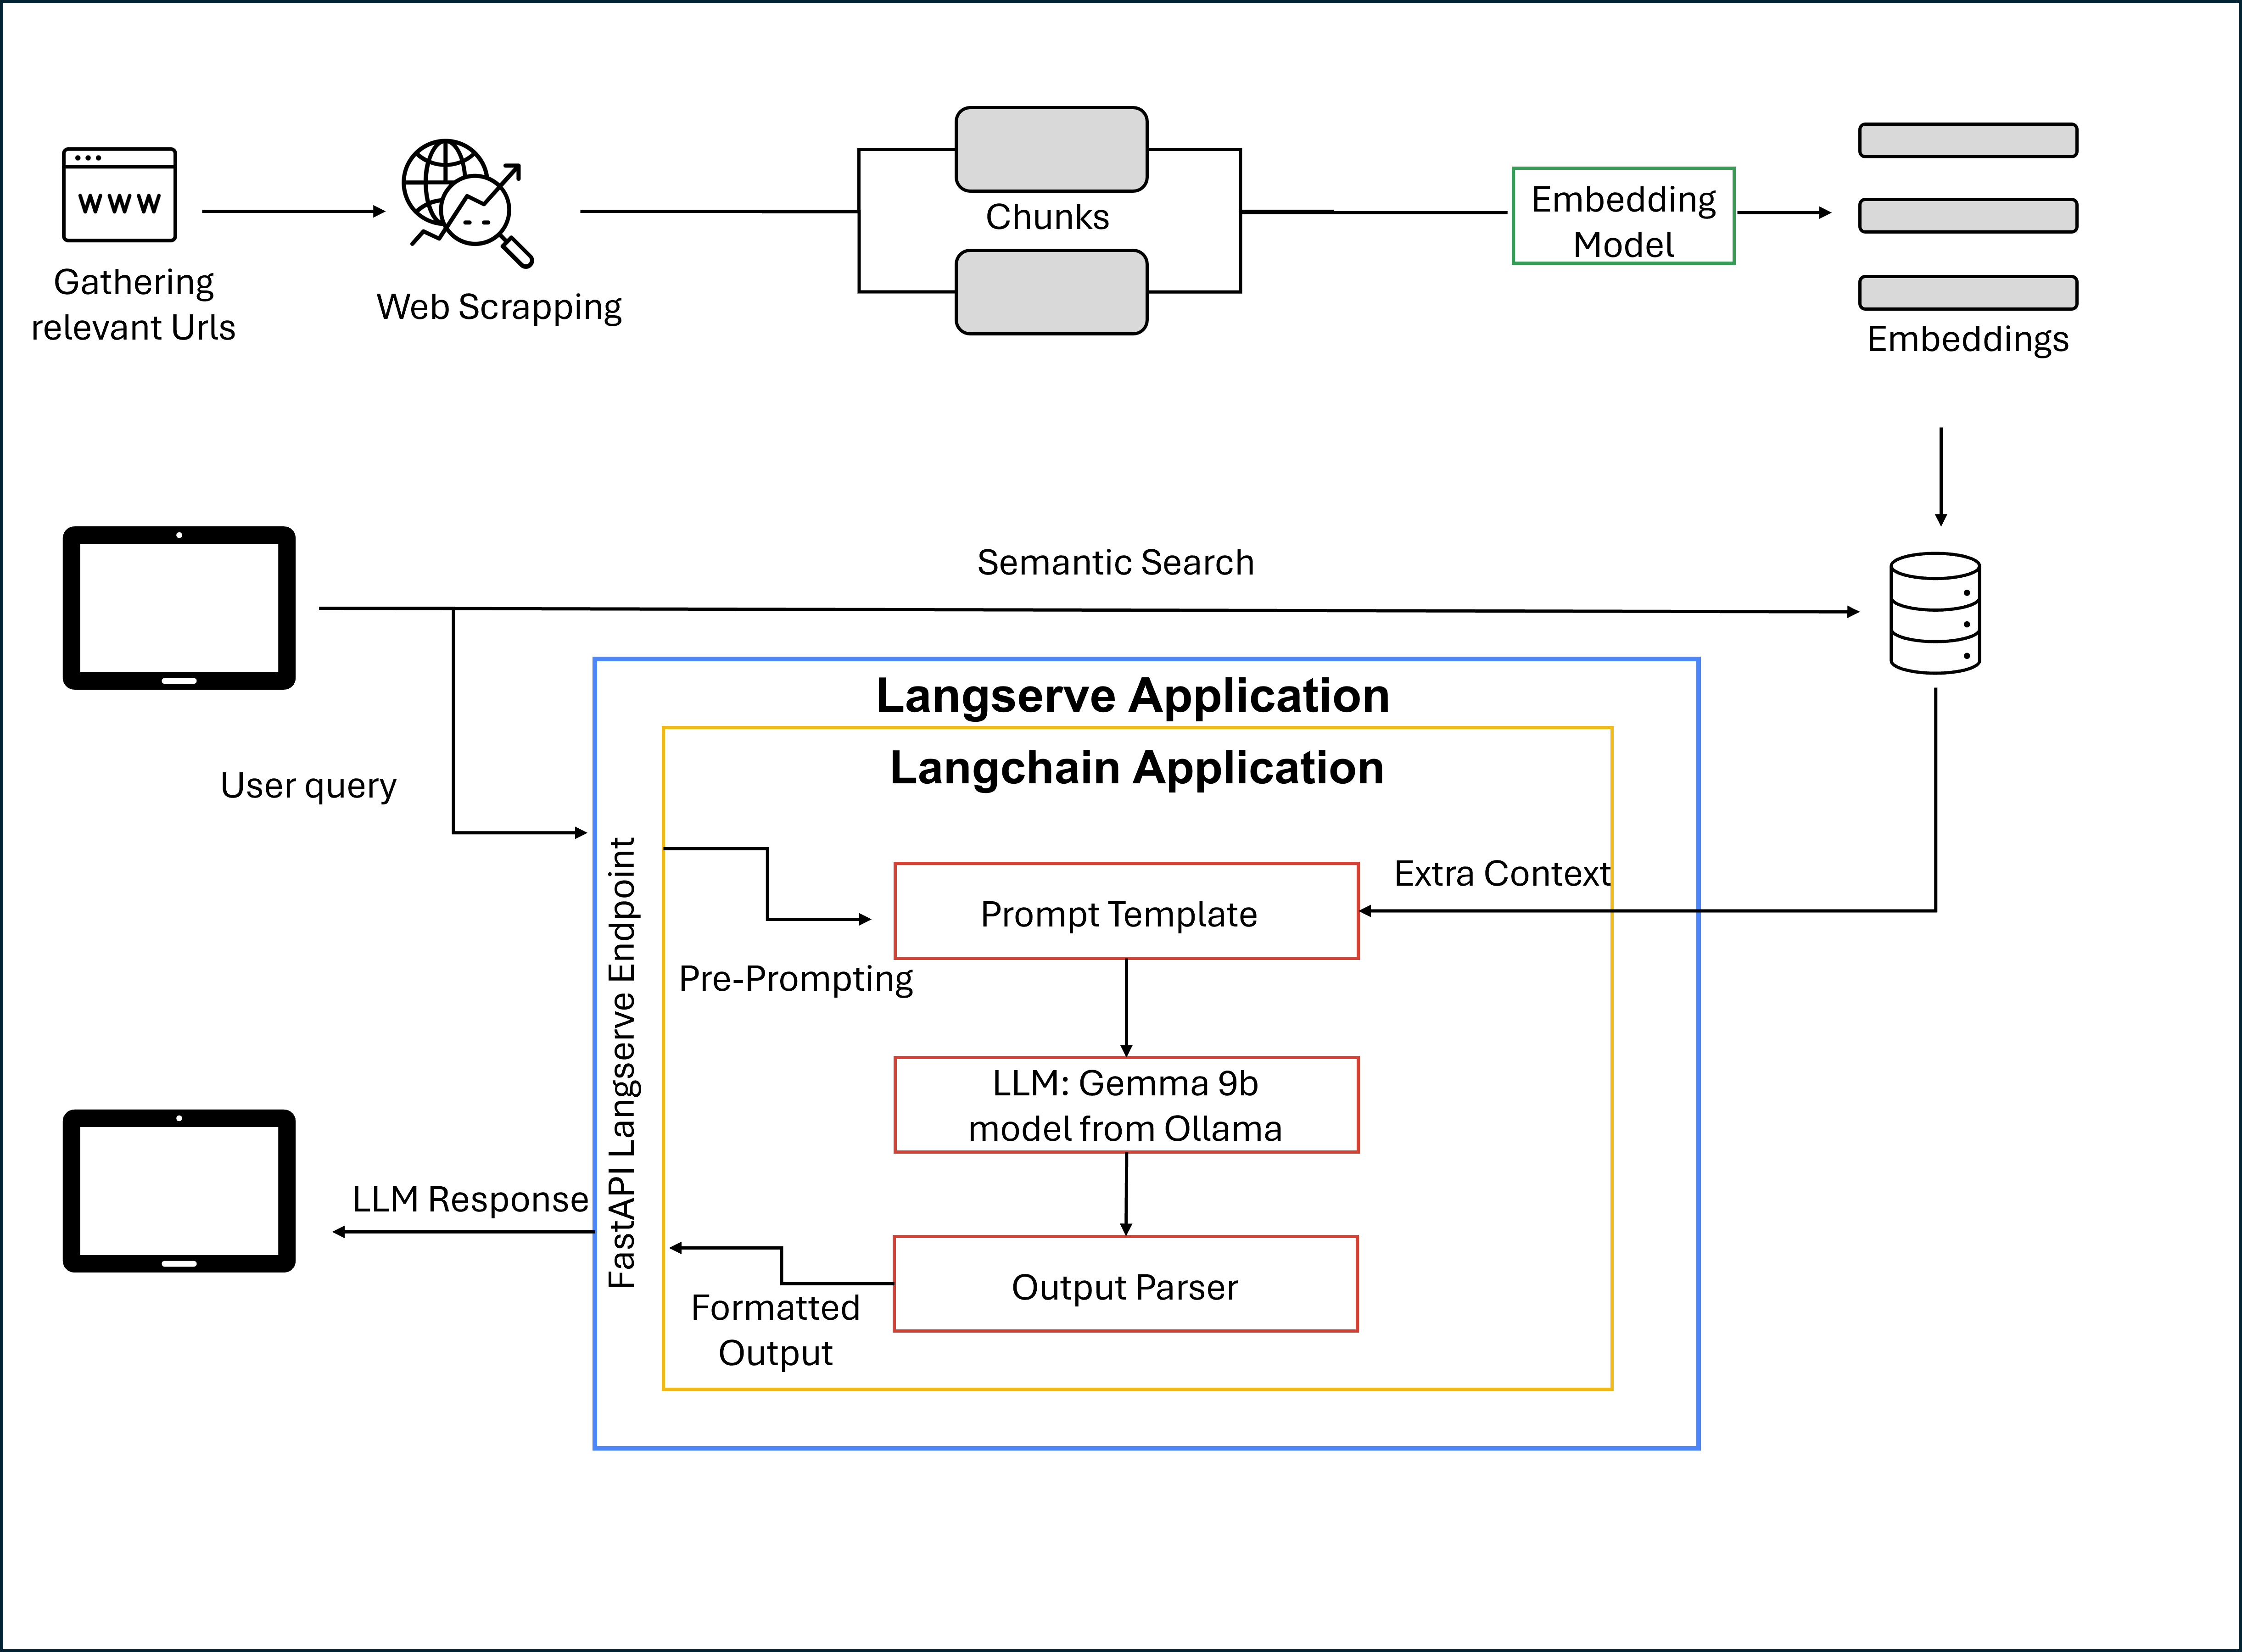 WWW
Gathering
relevant Urls
Web Scrapping
Chunks
Embedding
Model
Embeddings
Semantic Search
User query
Langserve Application
Langchain Application
FastAPI Langserve Endpoint
Extra Context
Prompt Template
Pre-Prompting
LLM: Gemma 9b
model from Ollama
LLM Response
Output Parser
Formatted
Output